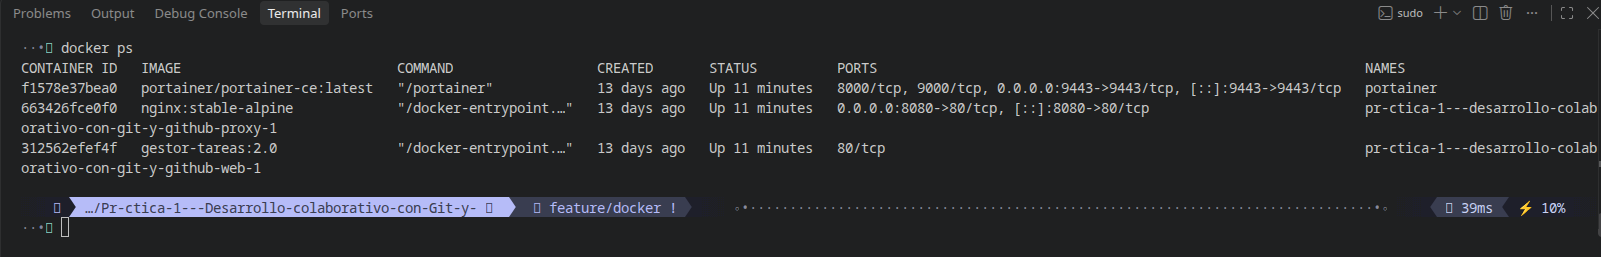 Problems Output Debug Console Terminal Ports sudo
docker ps
CONTAINER ID IMAGE COMMAND CREATED STATUS PORTS NAMES
f1578e37bea0 portainer/portainer-ce:latest "/portainer" 13 days ago Up 11 minutes 8000/tcp, 9000/tcp, 0.0.0.0:9443->9443/tcp, [::]:9443->9443/tcp portainer
663426fce0f0 nginx:stable-alpine "/docker-entrypoint.…" 13 days ago Up 11 minutes 0.0.0.0:8080->80/tcp, [::]:8080->80/tcp pr-ctica-1---desarrollo-colab
orativo-con-git-y-github-proxy-1
312562efef4f gestor-tareas:2.0 "/docker-entrypoint.…" 13 days ago Up 11 minutes 80/tcp pr-ctica-1---desarrollo-colab
orativo-con-git-y-github-web-1
…/Pr-ctica-1---Desarrollo-colaborativo-con-Git-y- feature/docker ! 39ms ⚡ 10%